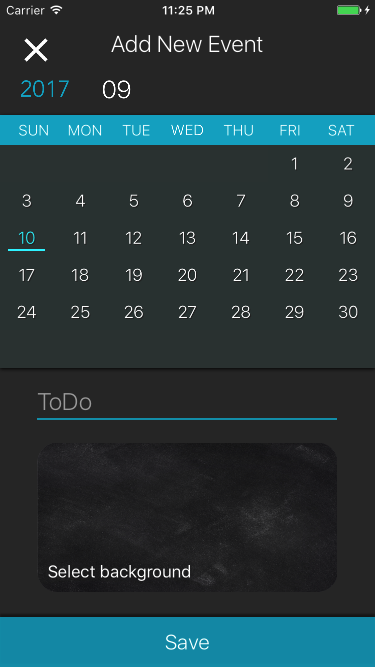 Carrier 11:25 PM
Add New Event
2017 09
SUN MON TUE WED THU FRI SAT
1 2
3 4 5 6 7 8 9
10 11 12 13 14 15 16
17 18 19 20 21 22 23
24 25 26 27 28 29 30
ToDo
Select background
Save